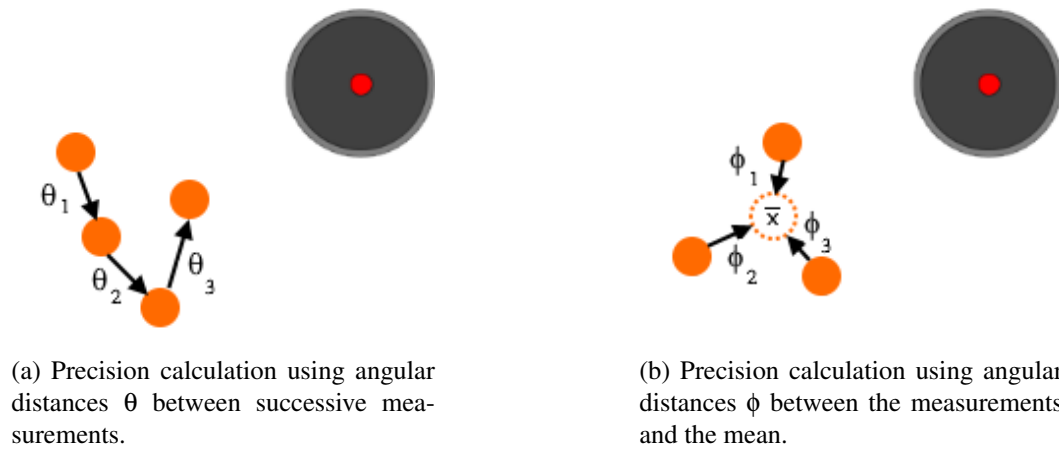 θ1
θ2
θ3
(a) Precision calculation using angular
distances θ between successive mea-
surements.
ϕ1
x̅
ϕ2
ϕ3
(b) Precision calculation using angular
distances ϕ between the measurements
and the mean.